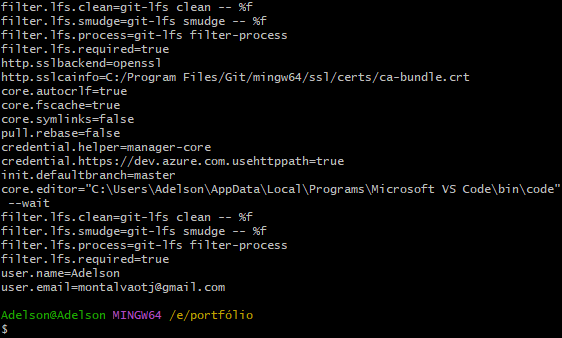 filter.lfs.clean=git-lfs clean -- %f
filter.lfs.smudge=git-lfs smudge -- %f
filter.lfs.process=git-lfs filter-process
filter.lfs.required=true
http.sslbackend=openssl
http.sslcainfo=C:/Program Files/Git/mingw64/ssl/certs/ca-bundle.crt
core.autocrlf=true
core.fscache=true
core.symlinks=false
pull.rebase=false
credential.helper=manager-core
credential.https://dev.azure.com.usehttppath=true
init.defaultbranch=master
core.editor="C:\Users\Adelson\AppData\Local\Programs\Microsoft VS Code\bin\code"
 --wait
filter.lfs.clean=git-lfs clean -- %f
filter.lfs.smudge=git-lfs smudge -- %f
filter.lfs.process=git-lfs filter-process
filter.lfs.required=true
user.name=Adelson
user.email=montalvaotj@gmail.com
Adelson@Adelson MINGW64 /e/portfólio
$